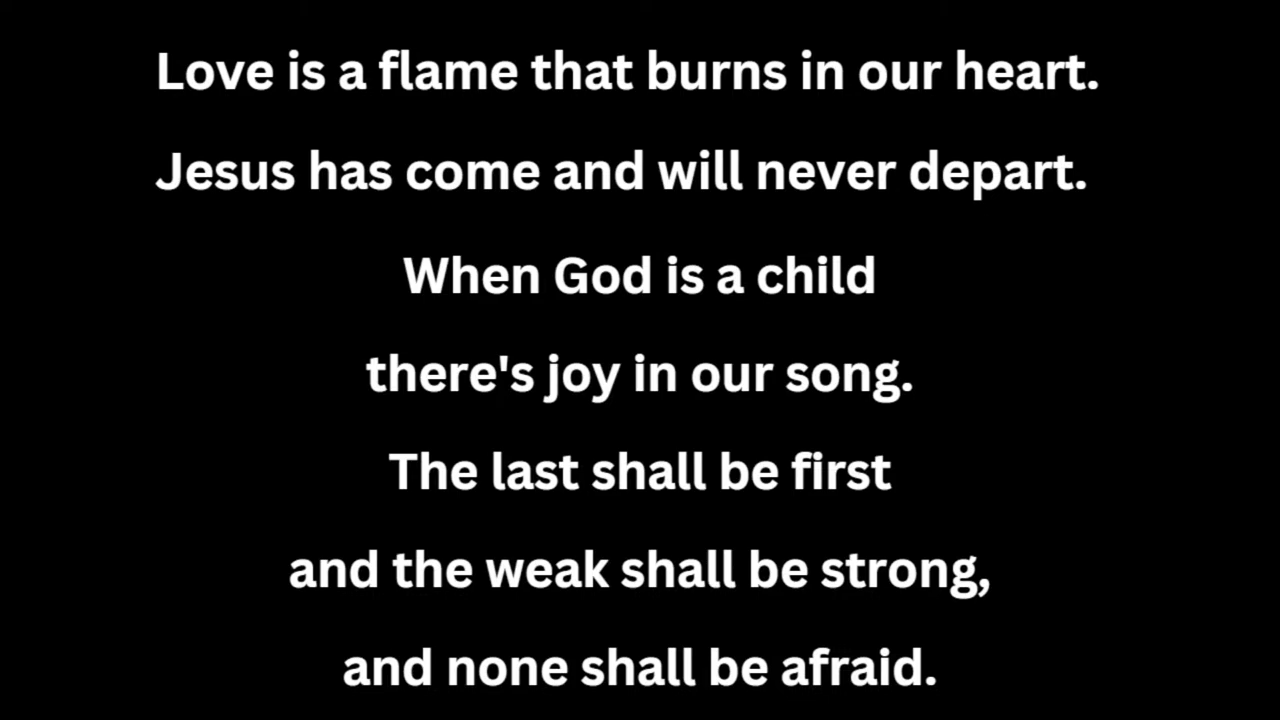 Love is a flame that burns in our heart.
Jesus has come and will never depart.
When God is a child
there's joy in our song.
The last shall be first
and the weak shall be strong,
and none shall be afraid.